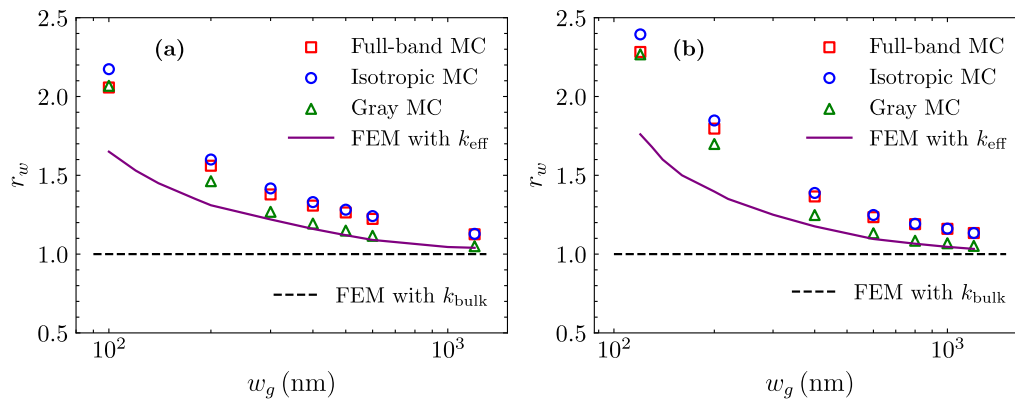 (a)
Full-band MC
Isotropic MC
Gray MC
FEM with k_eff
FEM with k_bulk
2.5
2.0
1.5
1.0
0.5
r_w
10^2
10^3
w_g (nm)
(b)
Full-band MC
Isotropic MC
Gray MC
FEM with k_eff
FEM with k_bulk
2.5
2.0
1.5
1.0
0.5
r_w
10^2
10^3
w_g (nm)